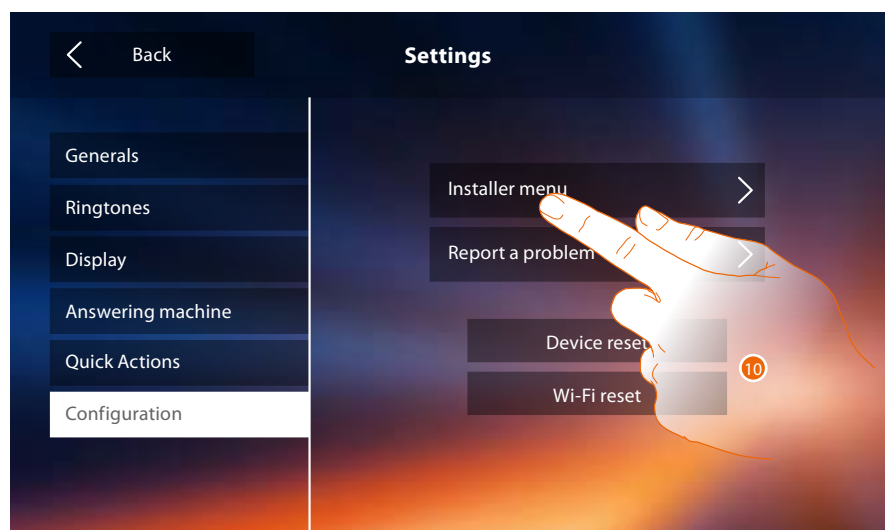 Back
Settings
Generals
Ringtones
Display
Answering machine
Quick Actions
Configuration
Installer menu
Report a problem
Device reset
Wi-Fi reset
10